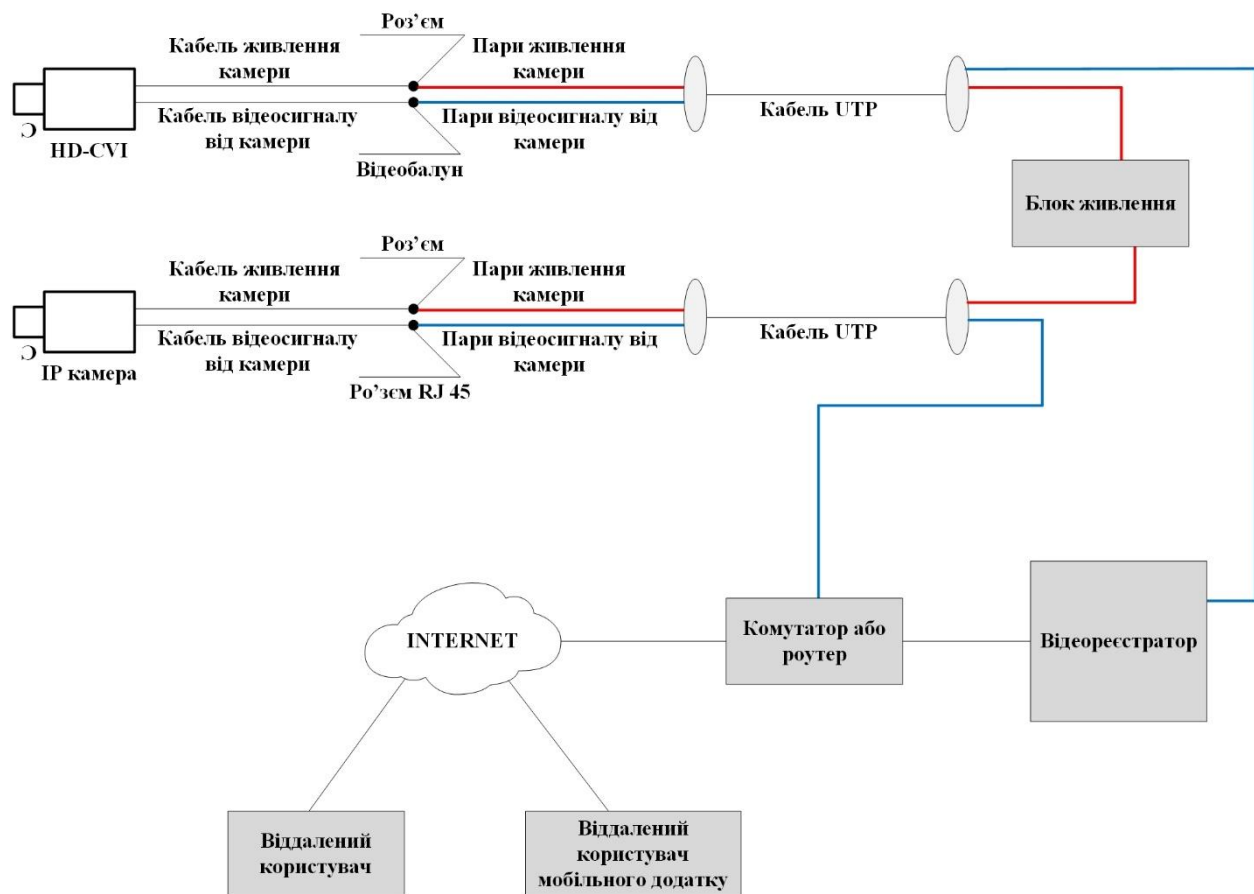 Роз’єм
Кабель живлення
камери
Пари живлення
камери
Кабель UTP
Кабель відеосигналу
від камери
Пари відеосигналу від
камери
HD-CVI
Відеобалун
Блок живлення
Роз’єм
Кабель живлення
камери
Пари живлення
камери
Кабель UTP
Кабель відеосигналу
від камери
Пари відеосигналу від
камери
IP камера
Ро’зєм RJ 45
INTERNET
Комутатор або
роутер
Відеореєстратор
Віддалений
користувач
Віддалений
користувач
мобільного додатку